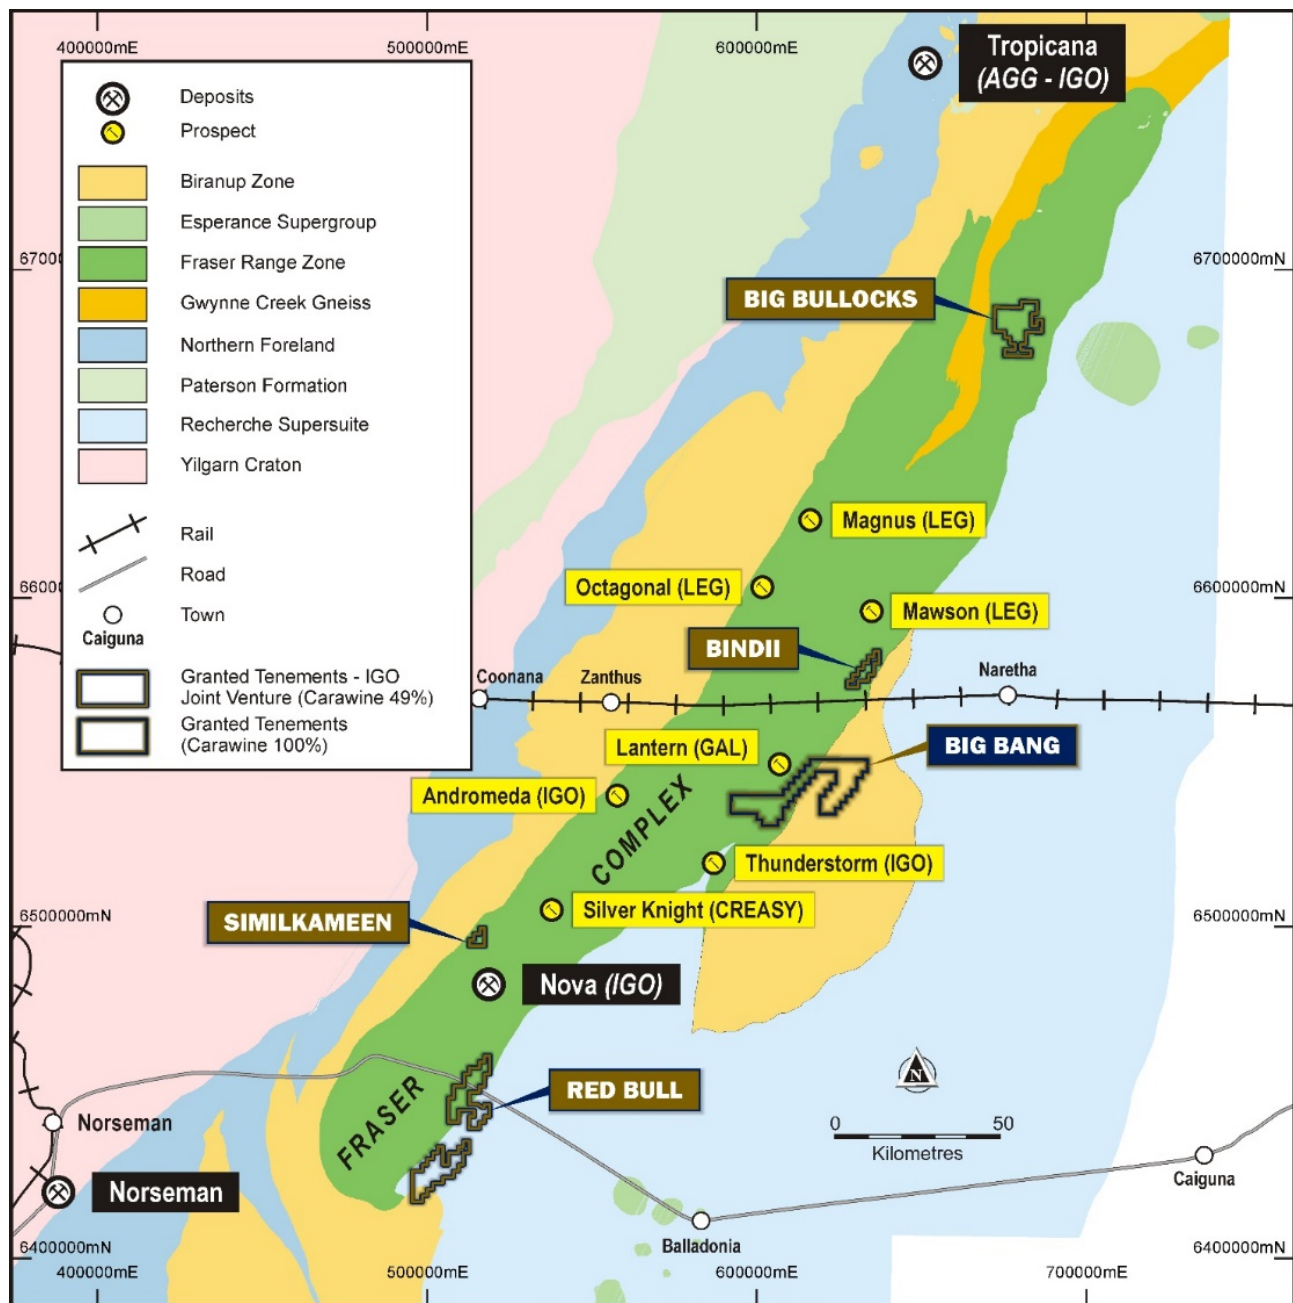 400000mE
500000mE
600000mE
Tropicana
(AGG - IGO)
Deposits
Prospect
Biranup Zone
Esperance Supergroup
Fraser Range Zone
Gwynne Creek Gneiss
Northern Foreland
Paterson Formation
Recherche Supersuite
Yilgarn Craton
Rail
Road
Town
Caiguna
Granted Tenements - IGO
Joint Venture (Carawine 49%)
Granted Tenements
(Carawine 100%)
67000
6700000mN
BIG BULLOCKS
Magnus (LEG)
Octagonal (LEG)
66000
6600000mN
Mawson (LEG)
BINDII
Coonana
Zanthus
Naretha
Lantern (GAL)
BIG BANG
Andromeda (IGO)
COMPLEX
Thunderstorm (IGO)
Silver Knight (CREASY)
6500000mN
6500000mN
SIMILKAMEEN
Nova (IGO)
N
RED BULL
FRASER
0
50
Kilometres
Norseman
Norseman
Caiguna
Balladonia
6400000mN
6400000mN
400000mE
500000mE
600000mE
700000mE